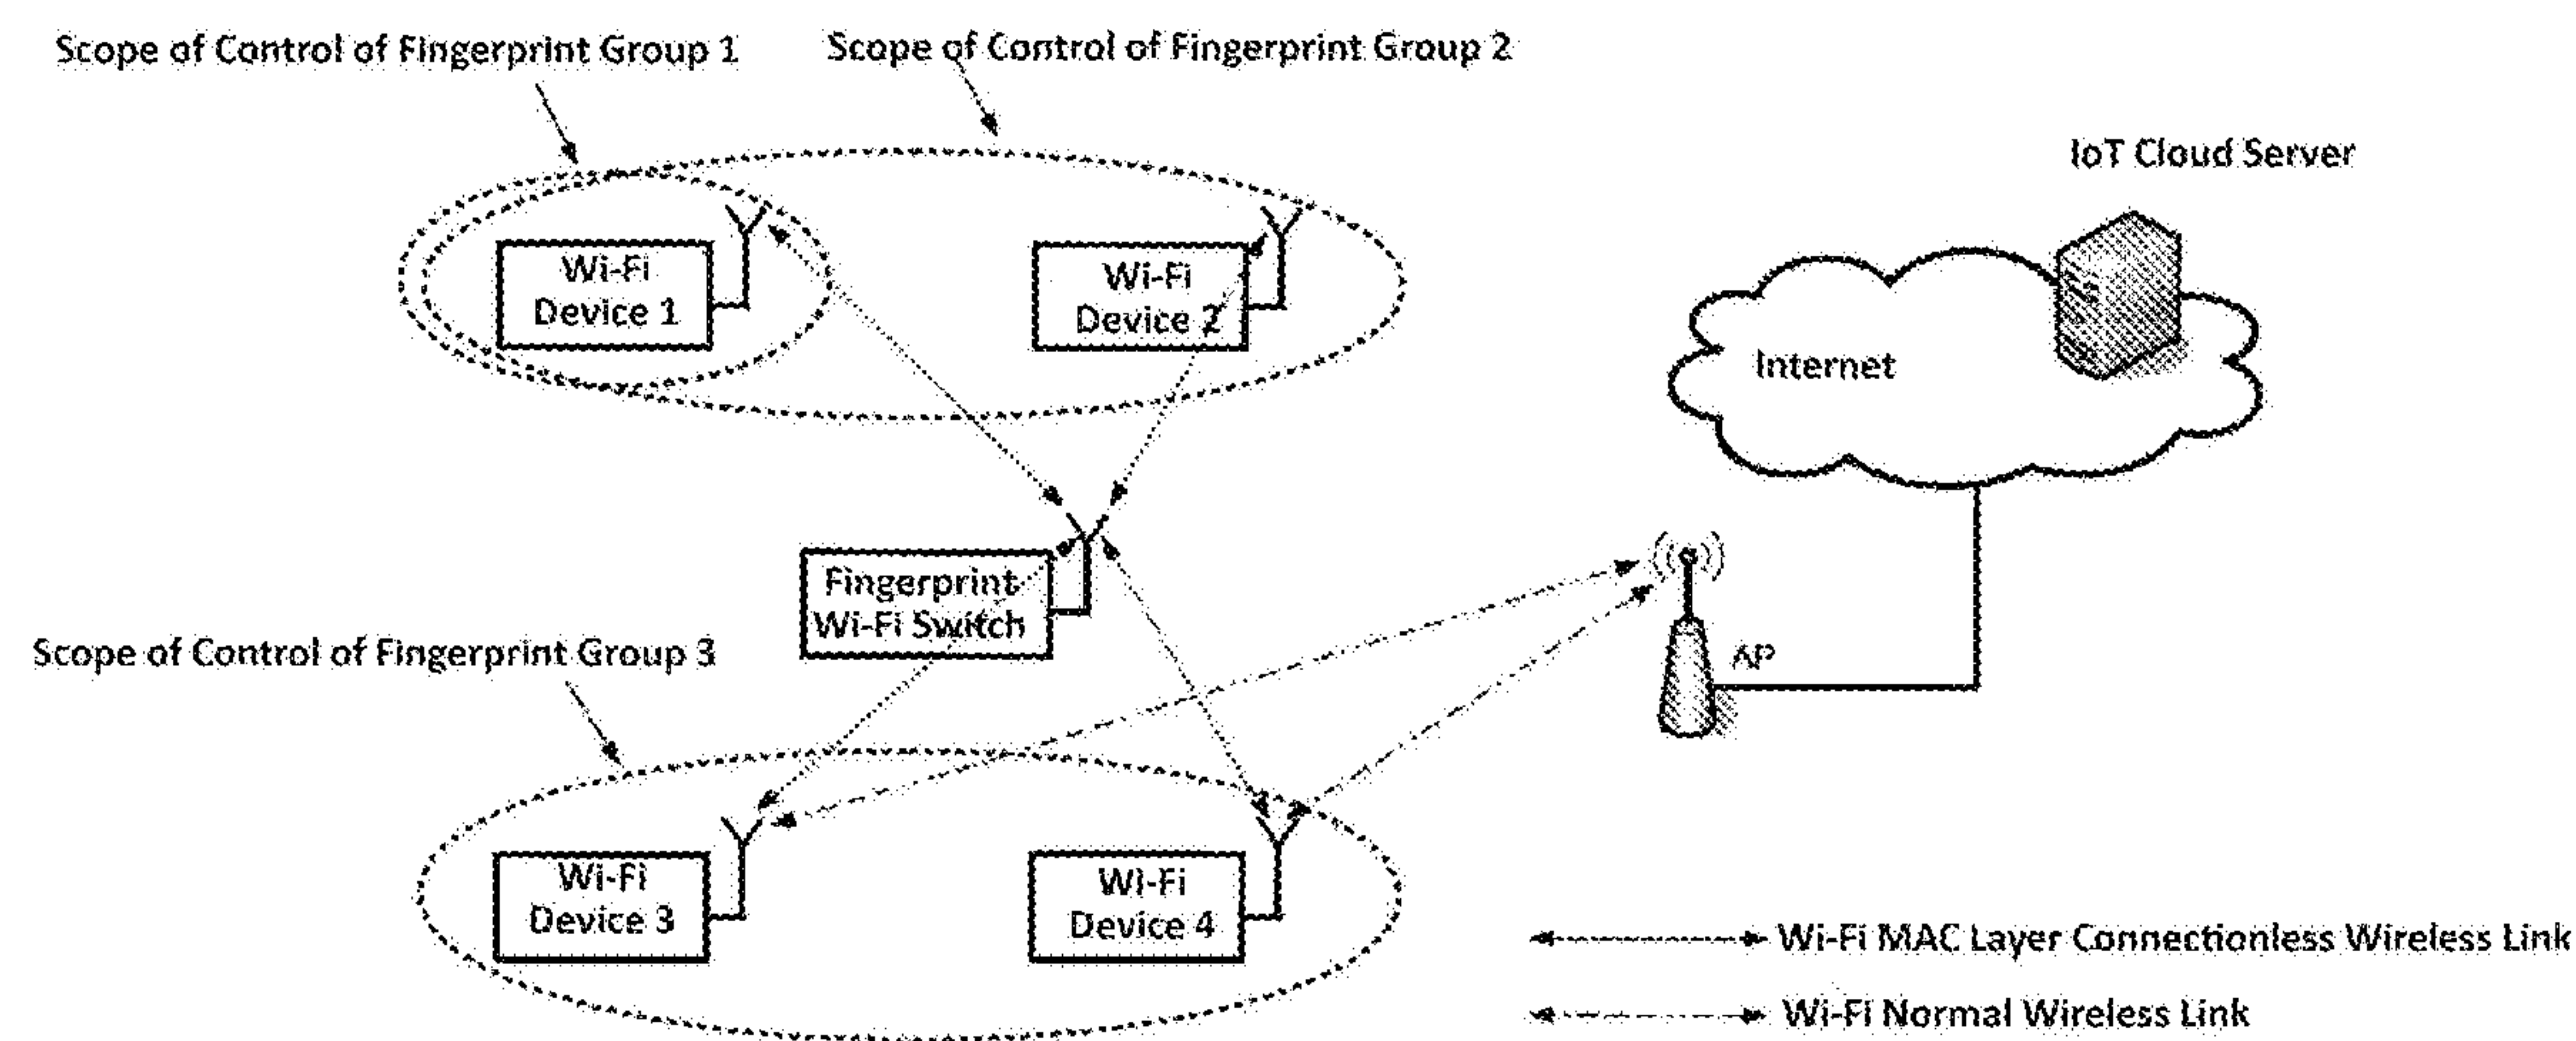 Scope of Control of Fingerprint Group 1
Scope of Control of Fingerprint Group 2
IoT Cloud Server
Wi-Fi
Device 1
Wi-Fi
Device 2
Internet
Fingerprint
Wi-Fi Switch
AP
Scope of Control of Fingerprint Group 3
Wi-Fi
Device 3
Wi-Fi
Device 4
Wi-Fi MAC Layer Connectionless Wireless Link
Wi-Fi Normal Wireless Link